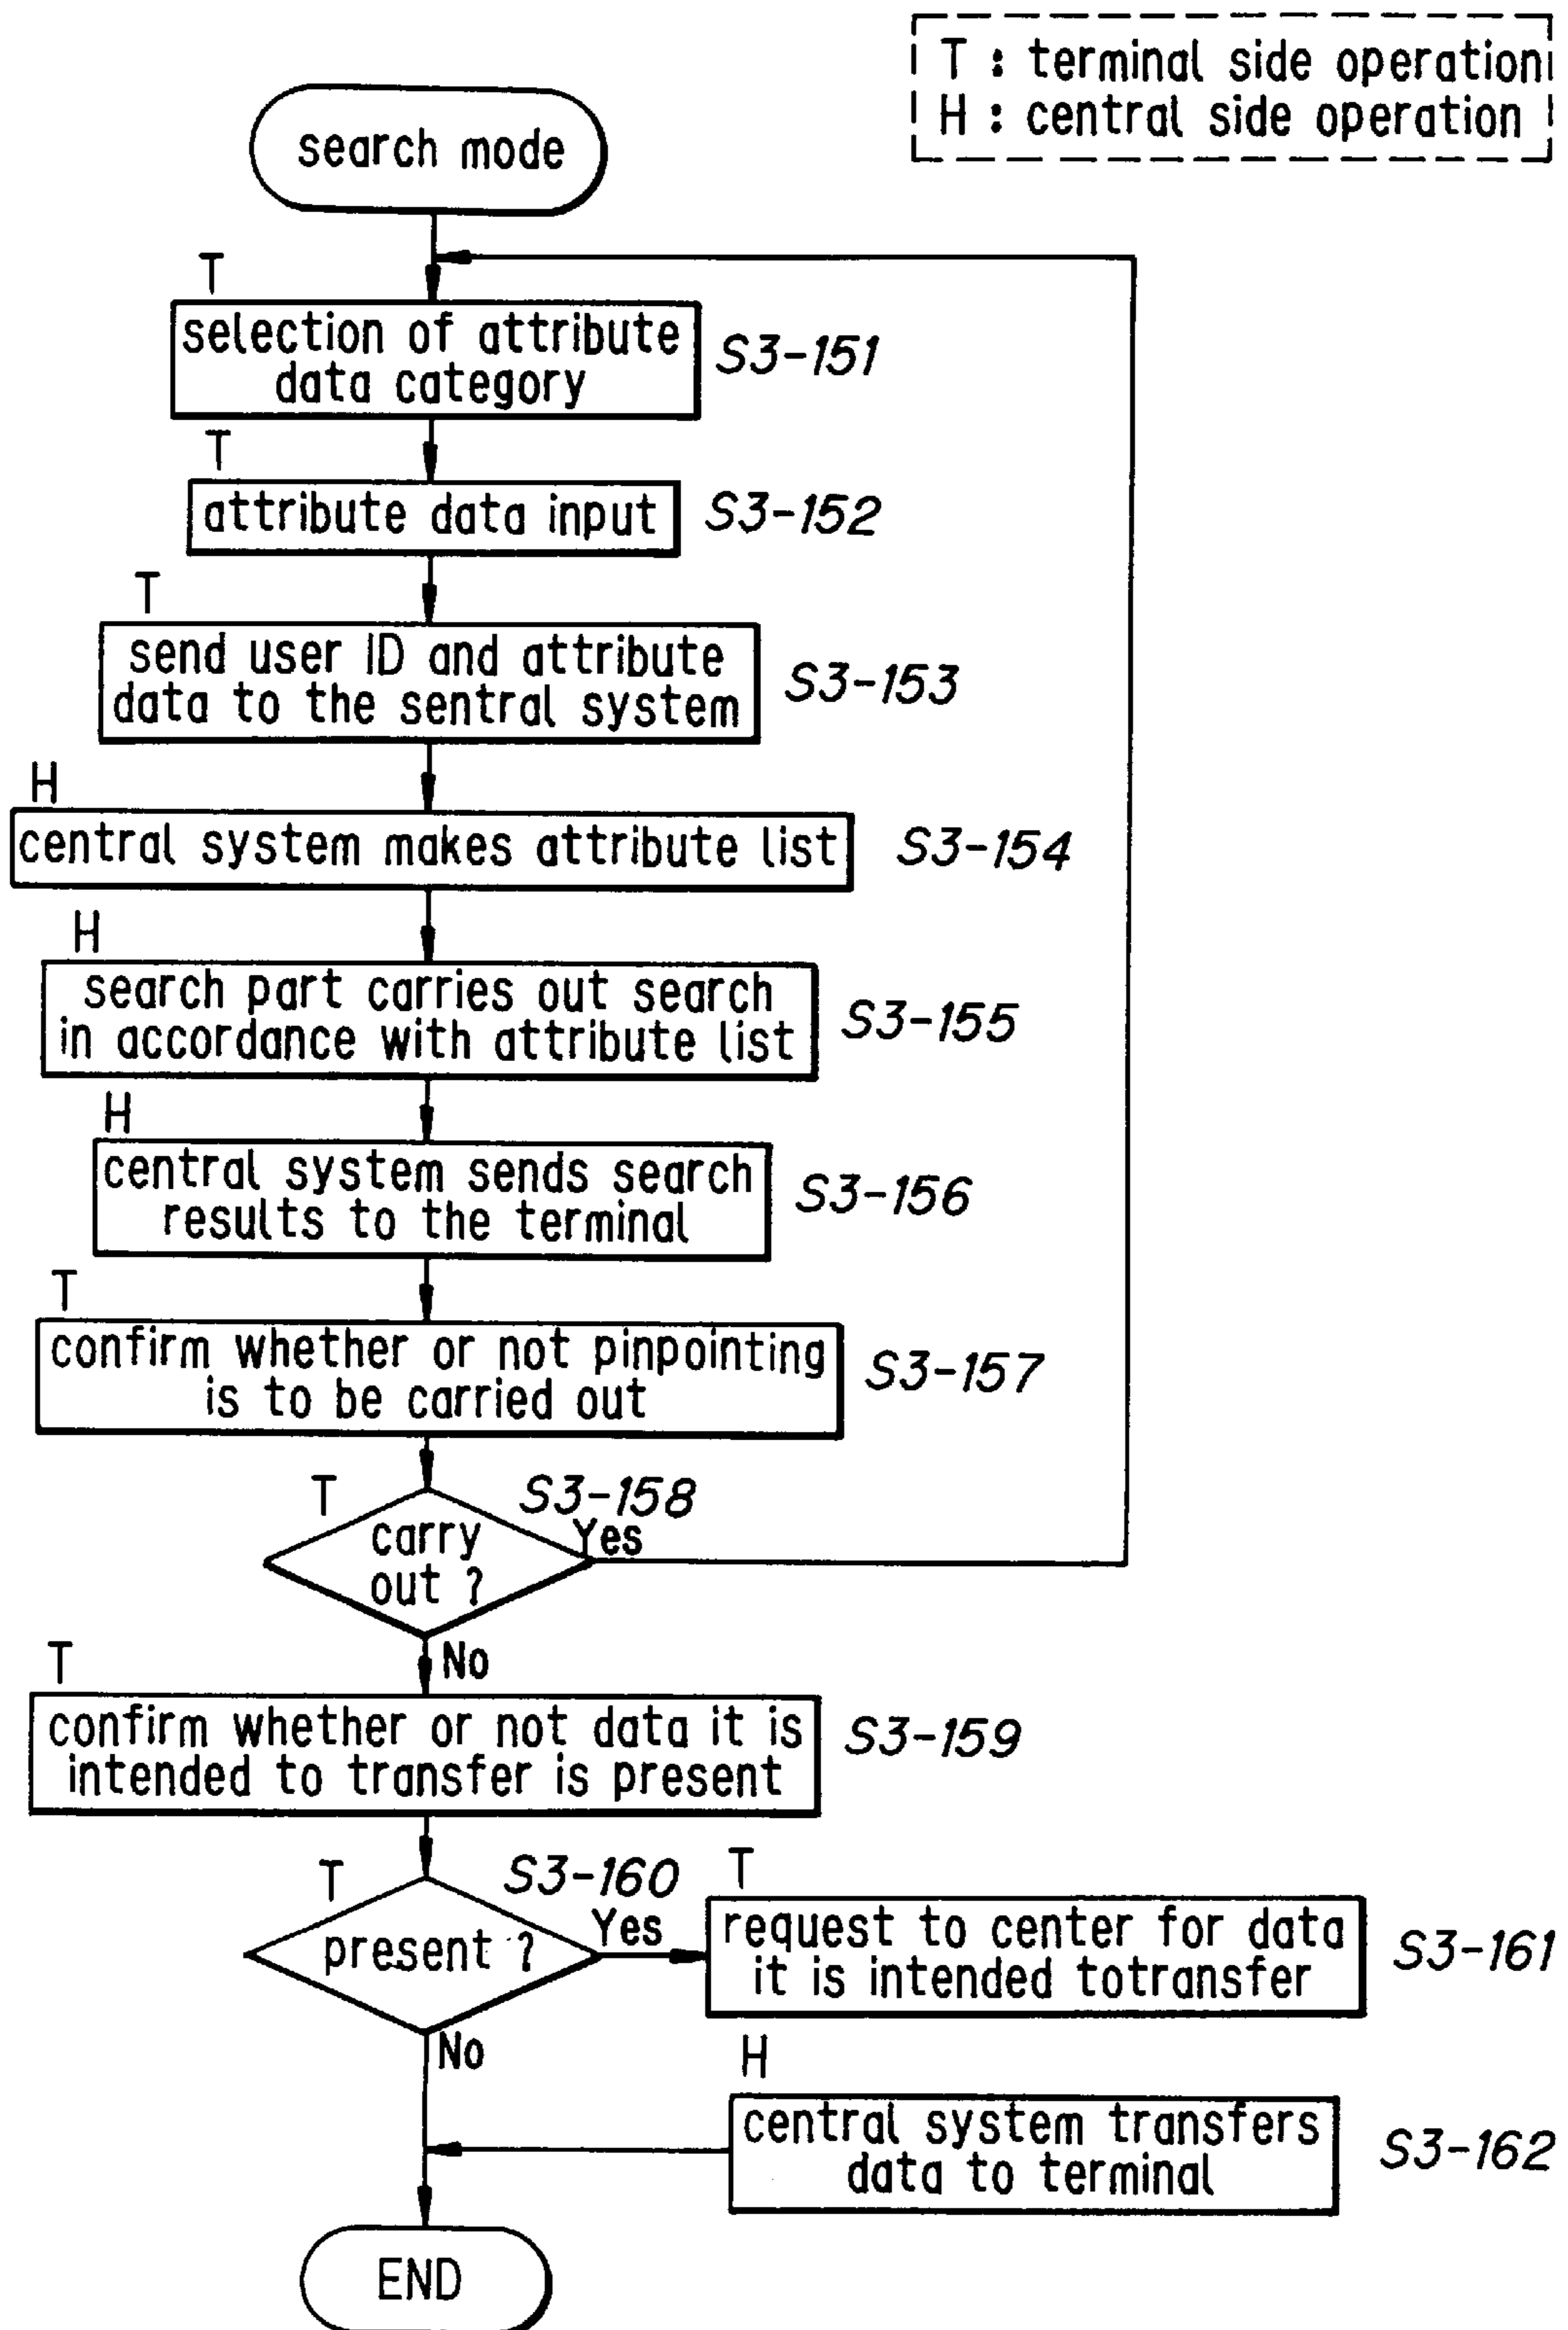 T : terminal side operation
H : central side operation
search mode
T
selection of attribute
data category
S3-151
T
attribute data input
S3-152
T
send user ID and attribute
data to the sentral system
S3-153
H
central system makes attribute list
S3-154
H
search part carries out search
in accordance with attribute list
S3-155
H
central system sends search
results to the terminal
S3-156
T
confirm whether or not pinpointing
is to be carried out
S3-157
T
S3-158
carry
out ?
Yes
No
T
confirm whether or not data it is
intended to transfer is present
S3-159
T
S3-160
present ?
Yes
No
T
request to center for data
it is intended totransfer
S3-161
H
central system transfers
data to terminal
S3-162
END